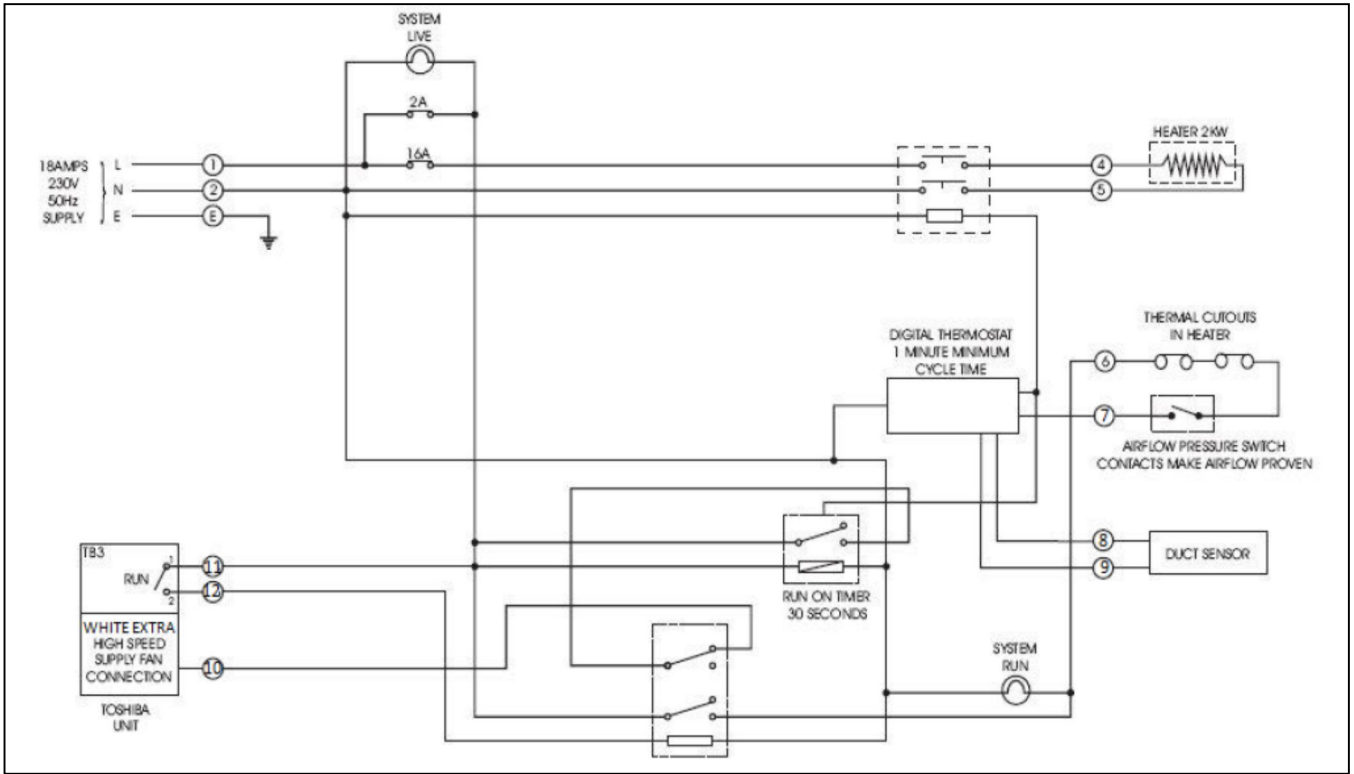 SYSTEM
LIVE
2A
16A
HEATER 2KW
18AMPS
230V
50Hz
SUPPLY
L
N
E
1
2
E
4
5
DIGITAL THERMOSTAT
1 MINUTE MINIMUM
CYCLE TIME
THERMAL CUTOUTS
IN HEATER
6
7
AIRFLOW PRESSURE SWITCH
CONTACTS MAKE AIRFLOW PROVEN
8
9
DUCT SENSOR
TB3
RUN
1
2
11
12
RUN ON TIMER
30 SECONDS
WHITE EXTRA
HIGH SPEED
SUPPLY FAN
CONNECTION
10
TOSHIBA
UNIT
SYSTEM
RUN